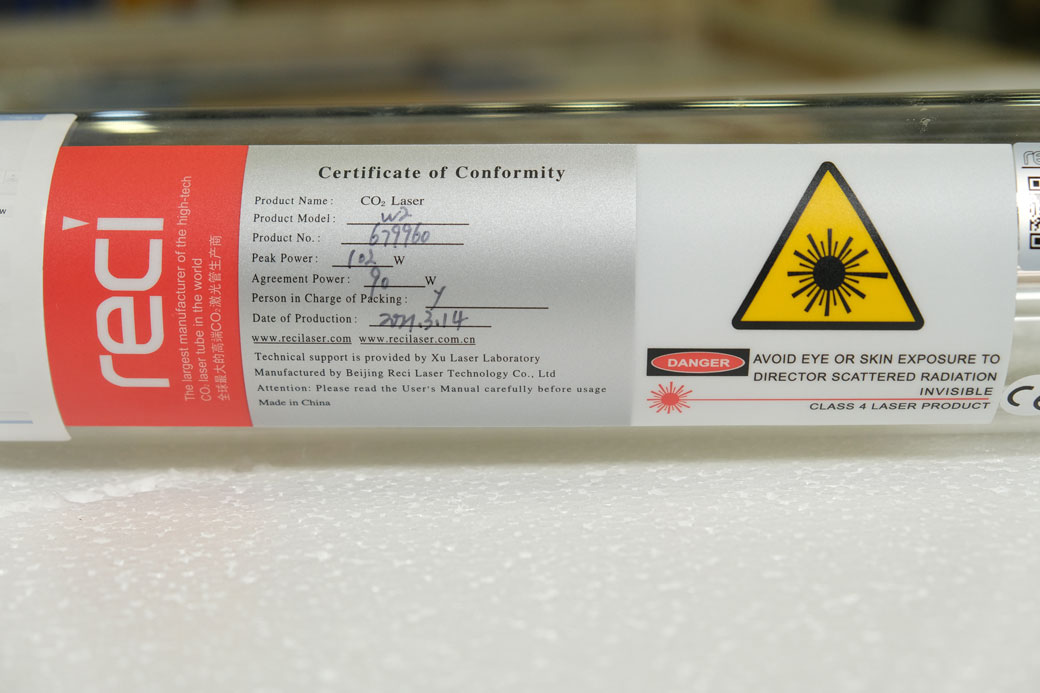 reci
The largest manufacturer of the high-tech
CO₂ laser tube in the world
全球最大的高端CO₂激光管生产商
Certificate of Conformity
Product Name: CO₂ Laser
Product Model: W2
Product No.: 679960
Peak Power: 102 W
Agreement Power: 90 W
Person in Charge of Packing: Y
Date of Production: 2021.3.14
www.recilaser.com www.recilaser.com.cn
Technical support is provided by Xu Laser Laboratory
Manufactured by Beijing Reci Laser Technology Co., Ltd
Attention: Please read the User's Manual carefully before usage
Made in China
DANGER
AVOID EYE OR SKIN EXPOSURE TO
DIRECTOR SCATTERED RADIATION
INVISIBLE
CLASS 4 LASER PRODUCT